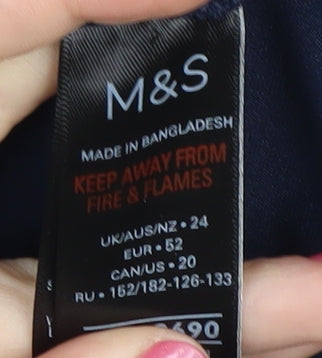 M&S
MADE IN BANGLADESH
KEEP AWAY FROM
FIRE & FLAMES
UK/AUS/NZ • 24
EUR • 52
CAN/US • 20
RU • 152/182-126-133